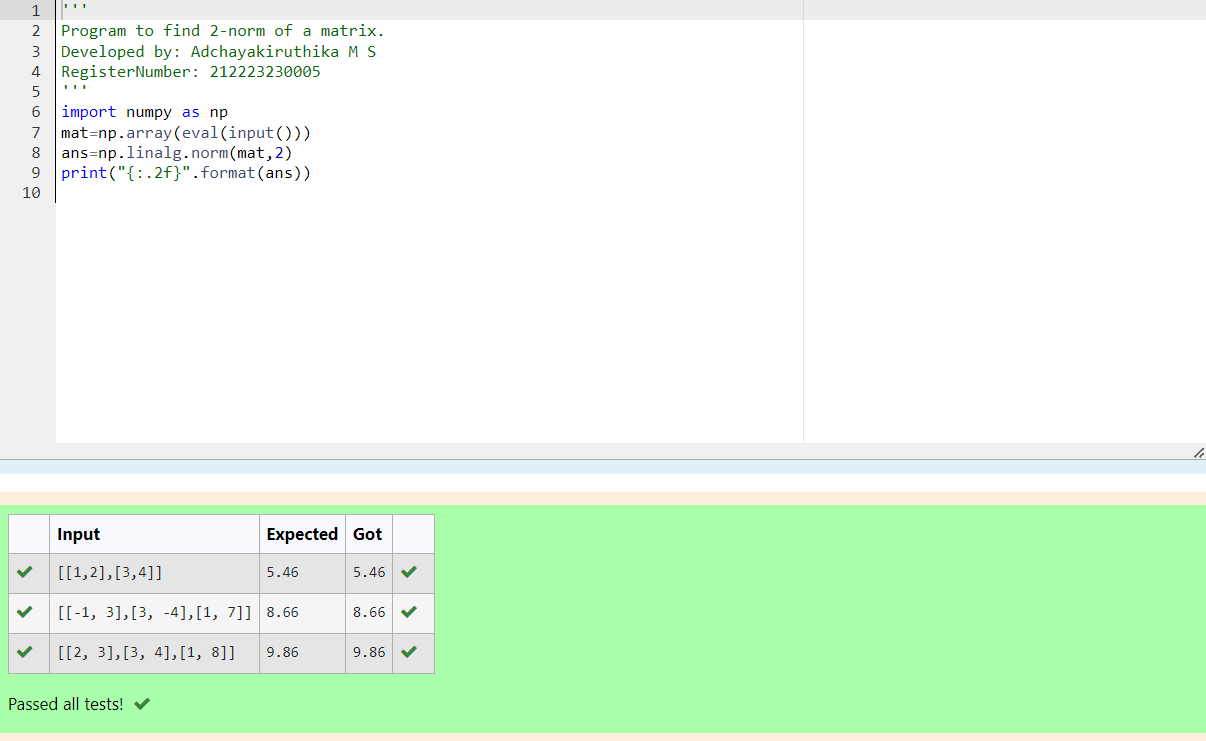 1 '''
2 Program to find 2-norm of a matrix.
3 Developed by: Adchayakiruthika M S
4 RegisterNumber: 212223230005
5 '''
6 import numpy as np
7 mat=np.array(eval(input()))
8 ans=np.linalg.norm(mat,2)
9 print("{:.2f}".format(ans))
10
Input Expected Got
[[1,2],[3,4]] 5.46 5.46
[[-1, 3],[3, -4],[1, 7]] 8.66 8.66
[[2, 3],[3, 4],[1, 8]] 9.86 9.86
Passed all tests!